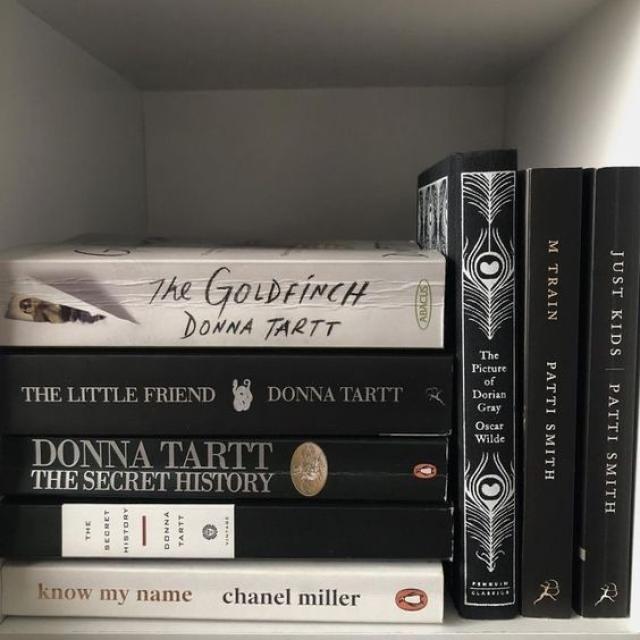 The GOLDFINCH
DONNA TARTT
ABACUS
THE LITTLE FRIEND DONNA TARTT
DONNA TARTT
THE SECRET HISTORY
THE
SECRET
HISTORY
DONNA
TARTT
VINTAGE
know my name chanel miller
The
Picture
of
Dorian
Gray
Oscar
Wilde
PENGUIN
CLASSICS
M TRAIN PATTI SMITH
JUST KIDS | PATTI SMITH